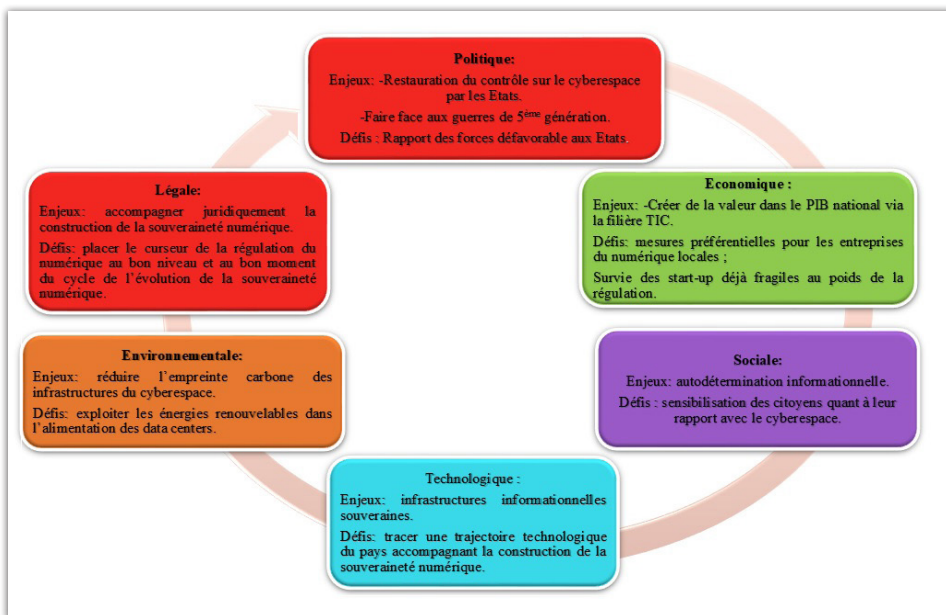 Politique:
Enjeux: -Restauration du contrôle sur le cyberespace
par les Etats.
-Faire face aux guerres de 5ème génération.
Défis : Rapport des forces défavorable aux Etats.
Economique :
Enjeux: -Créer de la valeur dans le PIB national via
la filière TIC.
Défis: mesures préférentielles pour les entreprises
du numérique locales ;
Survie des start-up déjà fragiles au poids de la
régulation.
Sociale:
Enjeux: autodétermination informationnelle.
Défis : sensibilisation des citoyens quant à leur
rapport avec le cyberespace.
Technologique :
Enjeux: infrastructures informationnelles
souveraines.
Défis: tracer une trajectoire technologique
du pays accompagnant la construction de la
souveraineté numérique.
Environnementale:
Enjeux: réduire l’empreinte carbone des
infrastructures du cyberespace.
Défis: exploiter les énergies renouvelables dans
l’alimentation des data centers.
Légale:
Enjeux: accompagner juridiquement la
construction de la souveraineté numérique.
Défis: placer le curseur de la régulation du
numérique au bon niveau et au bon moment
du cycle de l’évolution de la souveraineté
numérique.